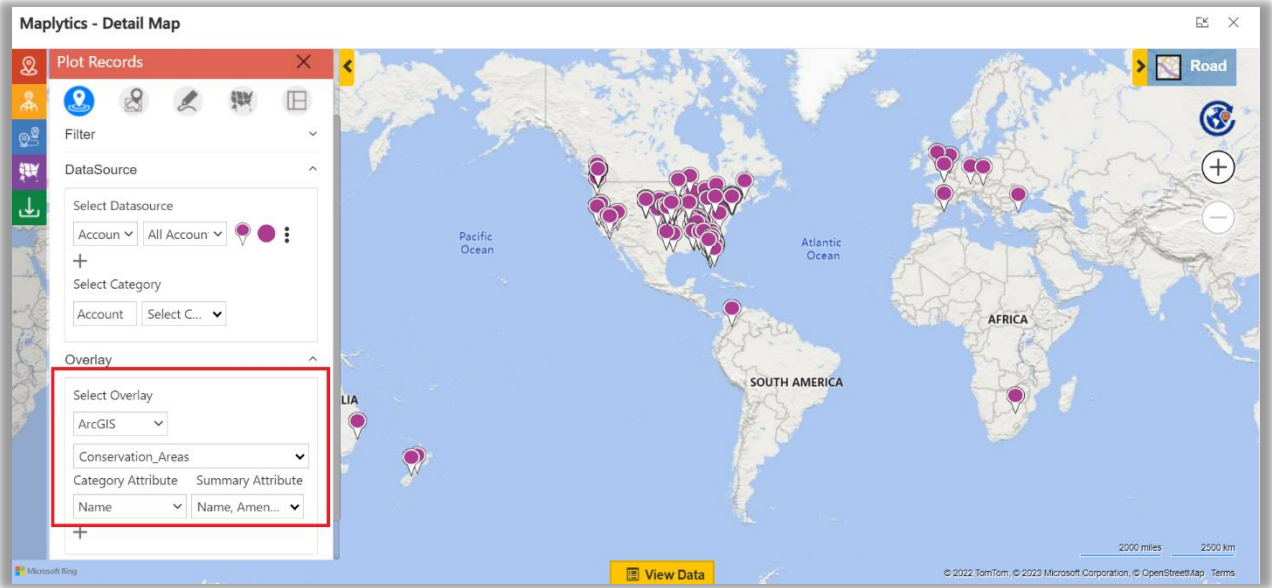 Maplytics - Detail Map
Plot Records
Filter
DataSource
Select Datasource
Accoun All Accoun
Select Category
Account Select C...
Overlay
Select Overlay
ArcGIS
Conservation_Areas
Category Attribute Summary Attribute
Name Name, Amen...
Road
Pacific
Ocean
Atlantic
Ocean
AFRICA
SOUTH AMERICA
LIA
2000 miles 2500 km
Microsoft Bing
View Data
© 2022 TomTom, © 2023 Microsoft Corporation, © OpenStreetMap Terms